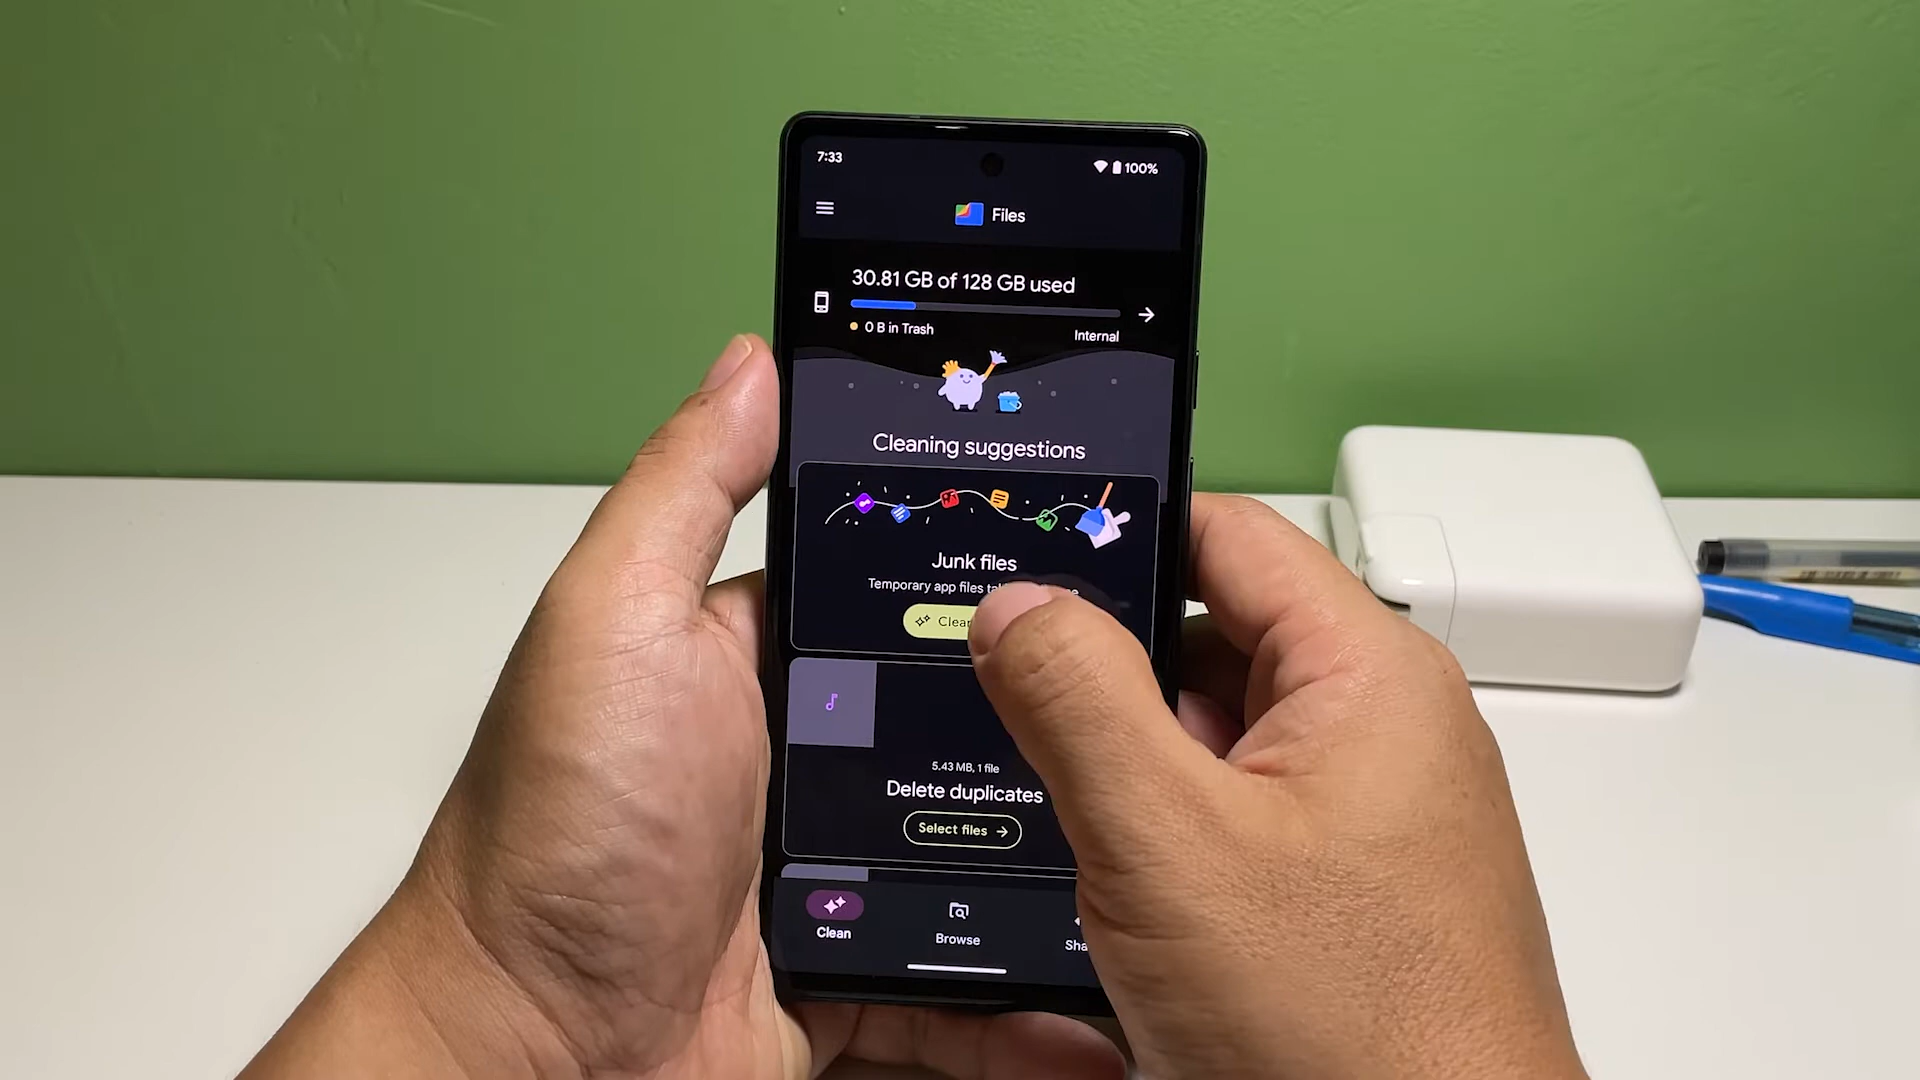 7:33
100%
Files
30.81 GB of 128 GB used
0 B in Trash
Internal
Cleaning suggestions
Junk files
Temporary app files
5.43 MB, 1 file
Delete duplicates
Select files
Clean
Browse